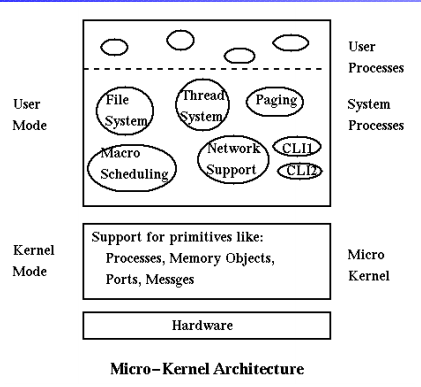 User
Processes
File
System
Thread
System
Paging
User
Mode
System
Processes
Macro
Scheduling
Network
Support
CLI1
CLI2
Kernel
Mode
Support for primitives like:
Processes, Memory Objects,
Ports, Messges
Micro
Kernel
Hardware
Micro-Kernel Architecture